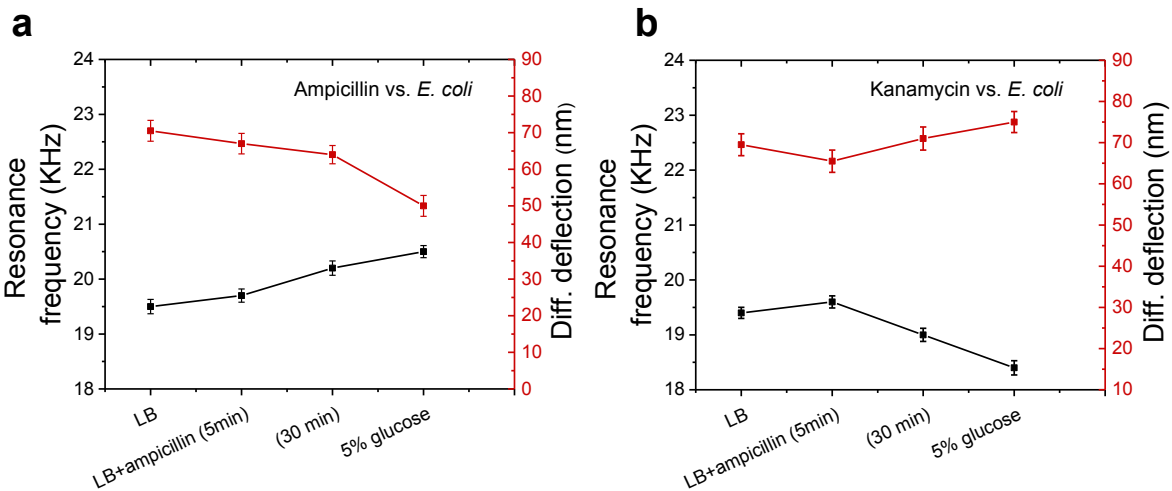 a
Ampicillin vs. E. coli
Resonance
frequency (KHz)
24
23
22
21
20
19
18
Diff. deflection (nm)
90
80
70
60
50
40
30
20
10
0
LB
LB+ampicillin (5min)
(30 min)
5% glucose
b
Kanamycin vs. E. coli
Resonance
frequency (KHz)
24
23
22
21
20
19
18
Diff. deflection (nm)
90
80
70
60
50
40
30
20
10
LB
LB+ampicillin (5min)
(30 min)
5% glucose